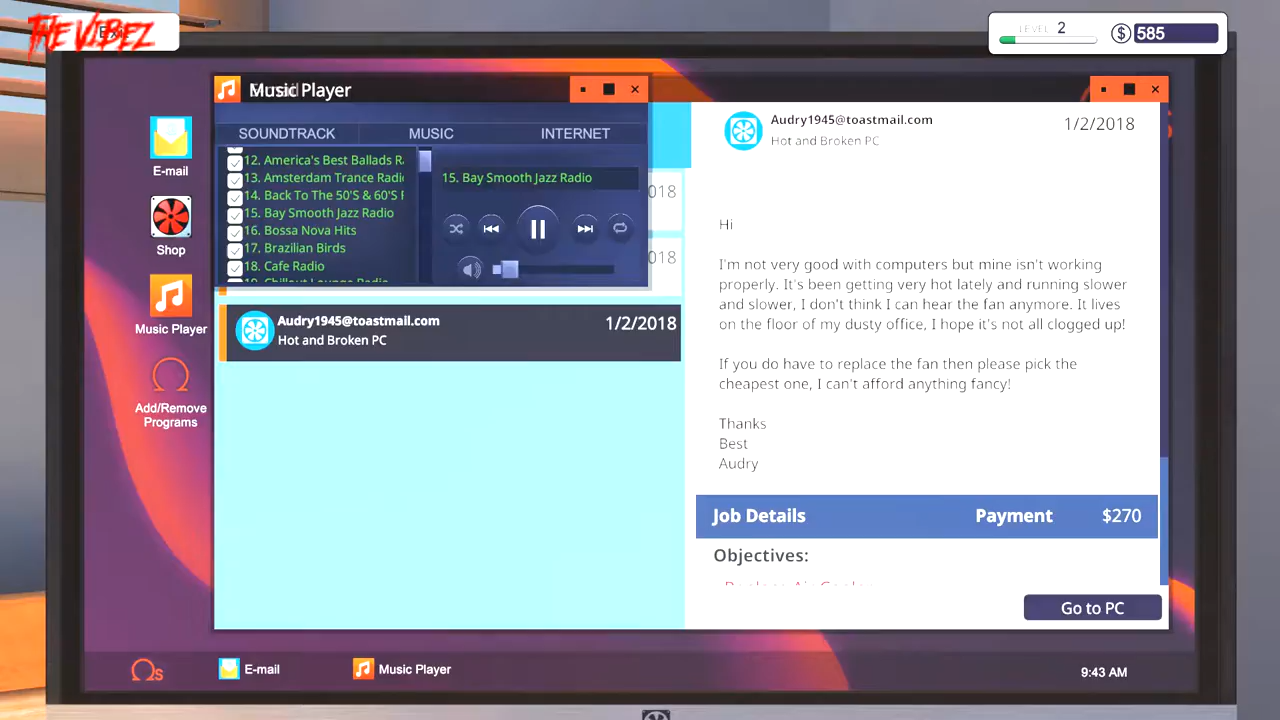 THE VIBEZ
LEVEL 2
$ 585
Music Player
SOUNDTRACK MUSIC INTERNET
12. America's Best Ballads R
13. Amsterdam Trance Radio
14. Back To The 50'S & 60'S
15. Bay Smooth Jazz Radio
16. Bossa Nova Hits
17. Brazilian Birds
18. Cafe Radio
19. Chillout Lounge Radio
15. Bay Smooth Jazz Radio
018
018
Audry1945@toastmail.com 1/2/2018
Hot and Broken PC
Audry1945@toastmail.com 1/2/2018
Hot and Broken PC
Hi
I'm not very good with computers but mine isn't working
properly. It's been getting very hot lately and running slower
and slower, I don't think I can hear the fan anymore. It lives
on the floor of my dusty office, I hope it's not all clogged up!
If you do have to replace the fan then please pick the
cheapest one, I can't afford anything fancy!
Thanks
Best
Audry
Job Details Payment $270
Objectives:
Go to PC
E-mail
Shop
Music Player
Add/Remove
Programs
E-mail
Music Player
9:43 AM